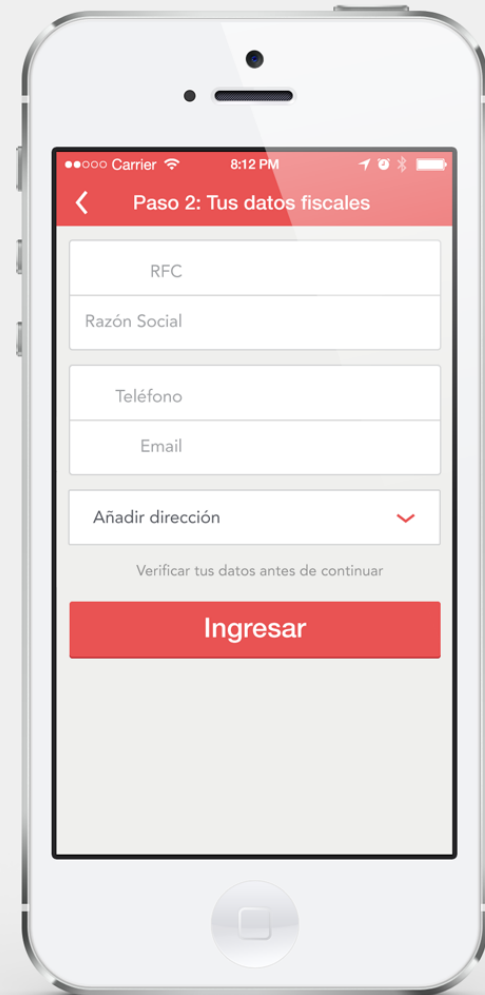 Carrier 8:12 PM
Paso 2: Tus datos fiscales
RFC
Razón Social
Teléfono
Email
Añadir dirección
Verificar tus datos antes de continuar
Ingresar